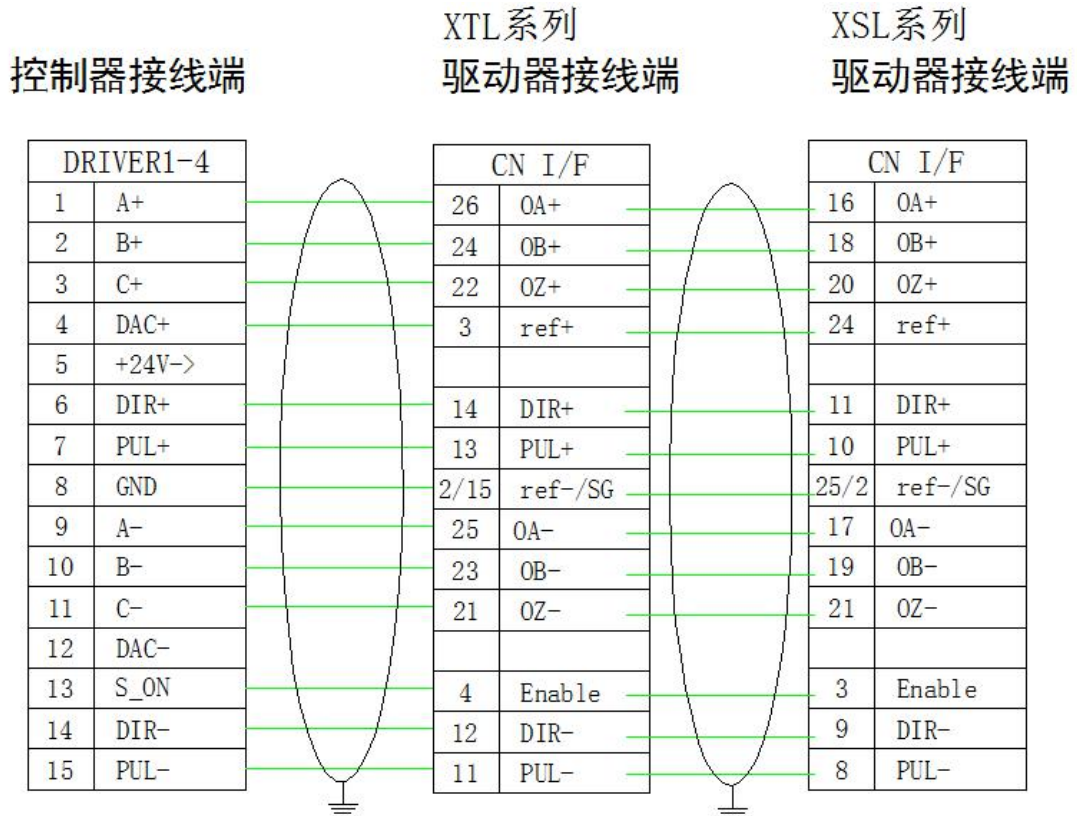 XTL系列 XSL系列
控制器接线端 驱动器接线端 驱动器接线端
DRIVER1-4 CN I/F CN I/F
1 A+ 26 OA+ 16 OA+
2 B+ 24 OB+ 18 OB+
3 C+ 22 OZ+ 20 OZ+
4 DAC+ 3 ref+ 24 ref+
5 +24V->
6 DIR+ 14 DIR+ 11 DIR+
7 PUL+ 13 PUL+ 10 PUL+
8 GND 2/15 ref-/SG 25/2 ref-/SG
9 A- 25 OA- 17 OA-
10 B- 23 OB- 19 OB-
11 C- 21 OZ- 21 OZ-
12 DAC-
13 S_ON 4 Enable 3 Enable
14 DIR- 12 DIR- 9 DIR-
15 PUL- 11 PUL- 8 PUL-